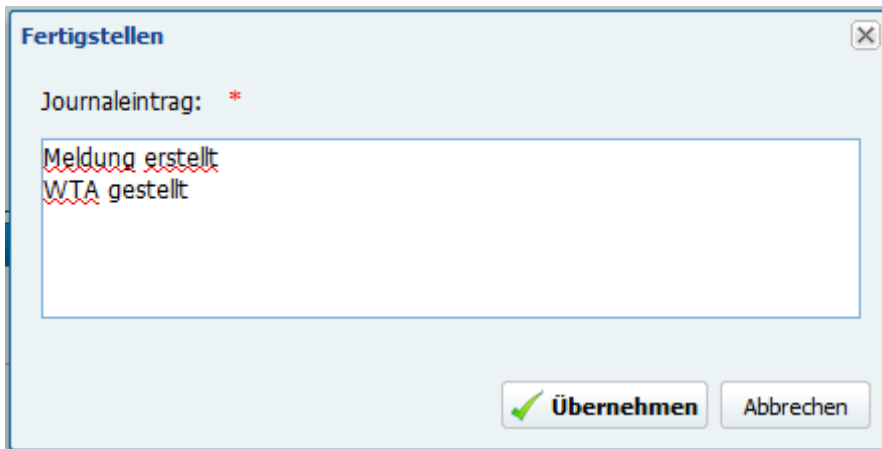 Fertigstellen
Journaleintrag: *
Meldung erstellt
WTA gestellt
Übernehmen Abbrechen